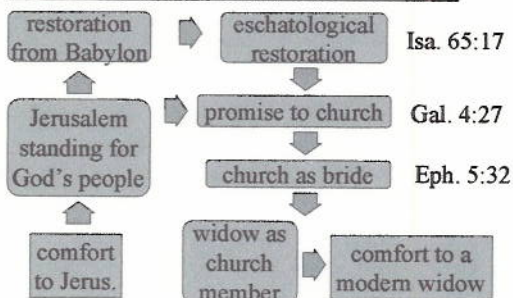 restoration
from Babylon
eschatological
restoration
Isa. 65:17
Jerusalem
standing for
God's people
promise to church
Gal. 4:27
church as bride
Eph. 5:32
comfort
to Jerus.
widow as
church
member
comfort to a
modern widow